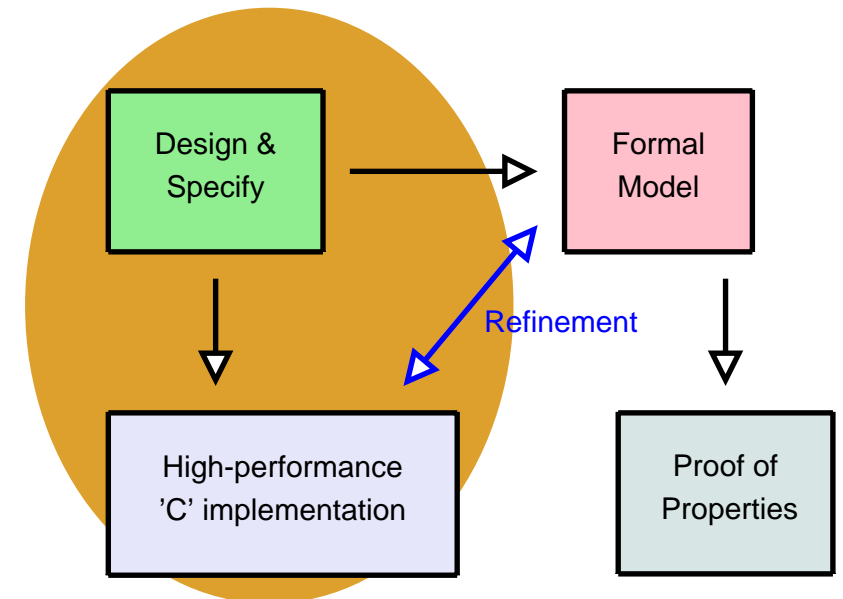 Design &
Specify
Formal
Model
Refinement
High-performance
’C’ implementation
Proof of
Properties